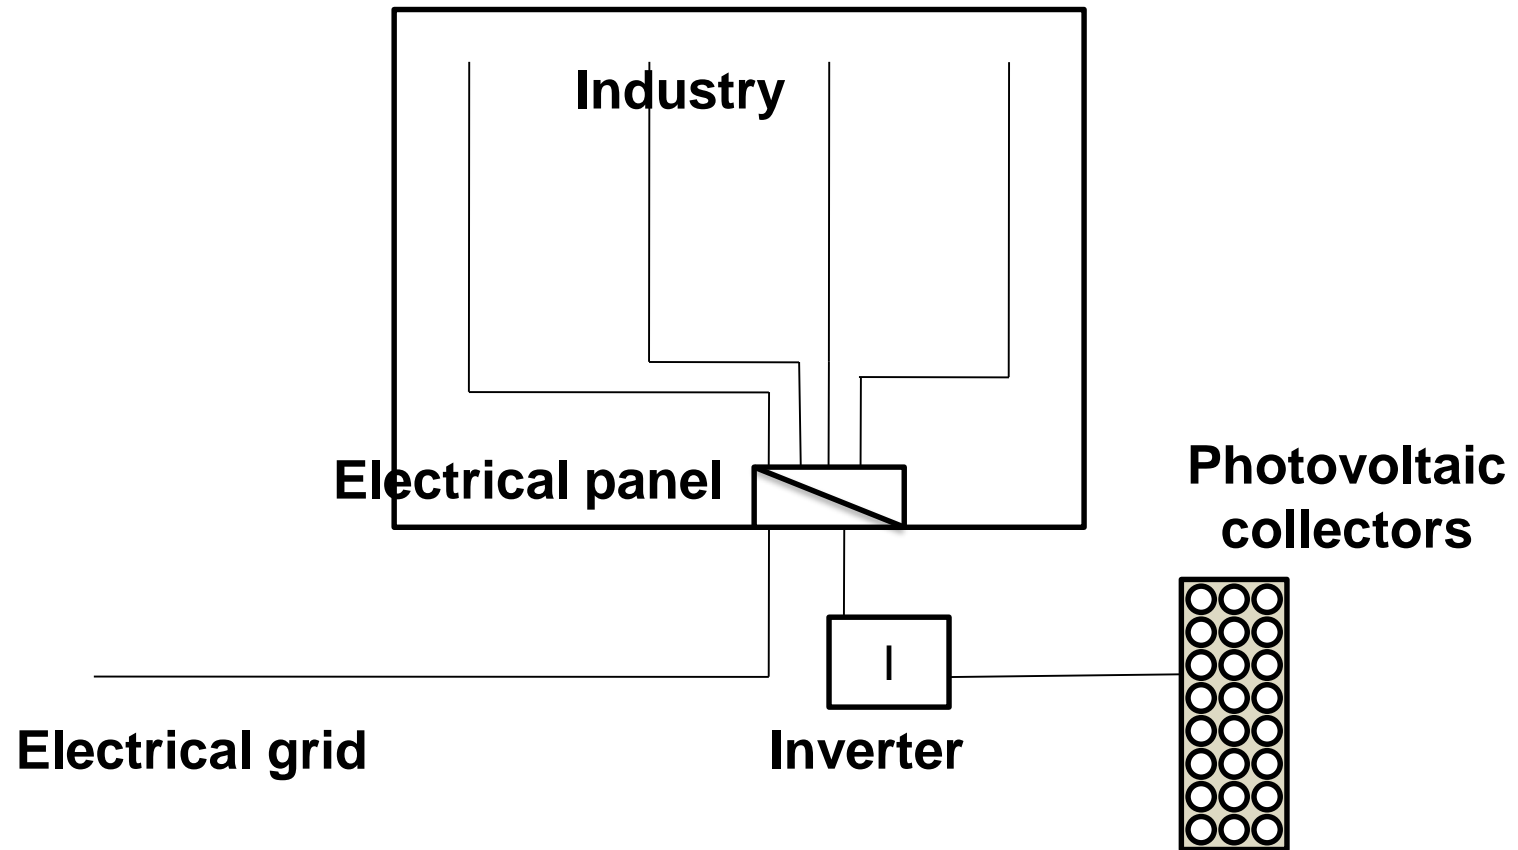 Industry
Electrical panel
Photovoltaic
collectors
I
Electrical grid
Inverter